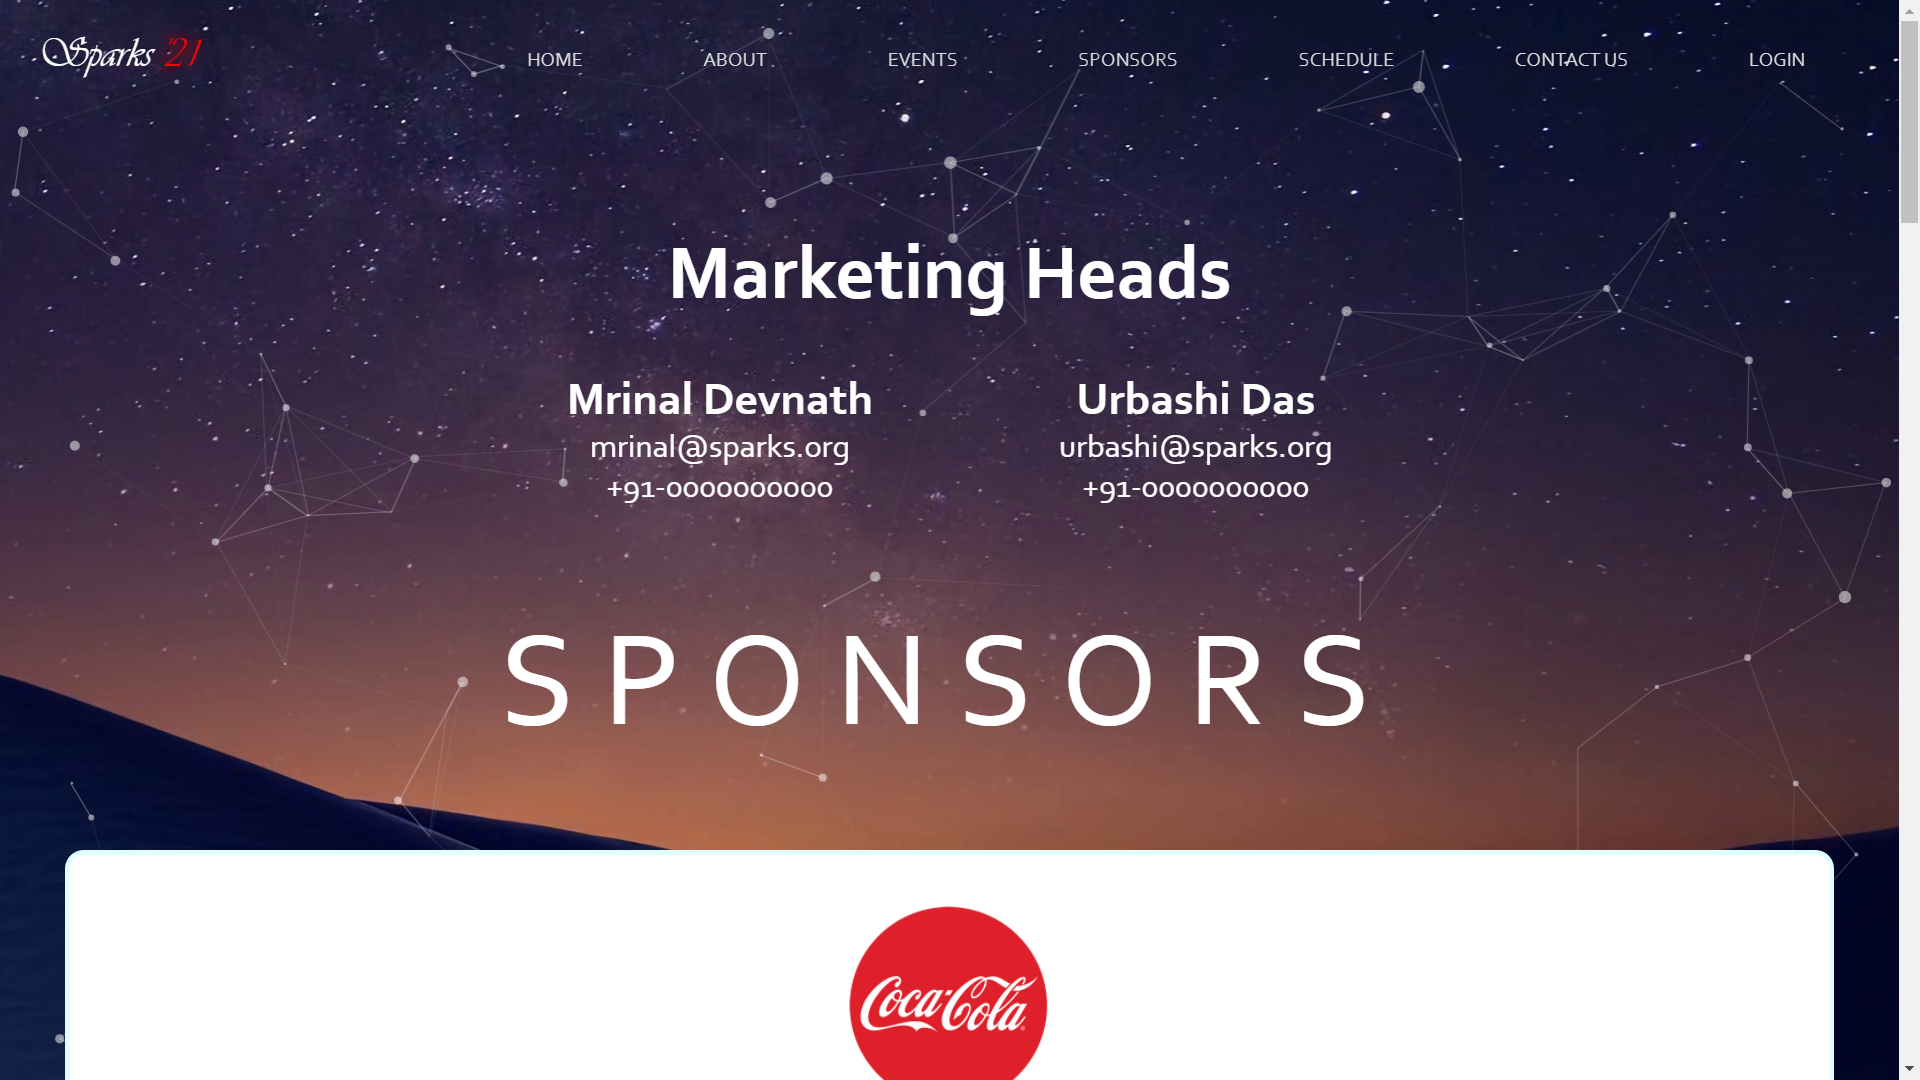 Sparks '21
HOME ABOUT EVENTS SPONSORS SCHEDULE CONTACT US LOGIN
Marketing Heads
Mrinal Devnath
mrinal@sparks.org
+91-0000000000
Urbashi Das
urbashi@sparks.org
+91-0000000000
SPONSORS
Coca-Cola